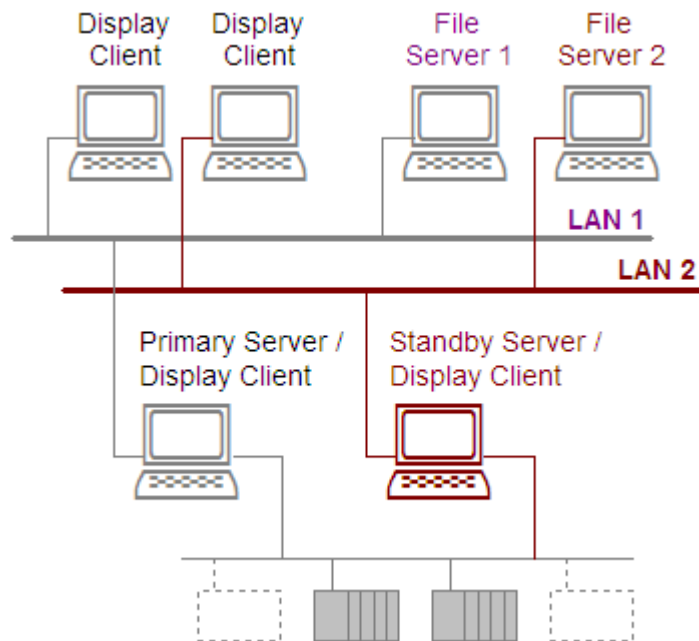 Display
Client
Display
Client
File
Server 1
File
Server 2
LAN 1
LAN 2
Primary Server /
Display Client
Standby Server /
Display Client